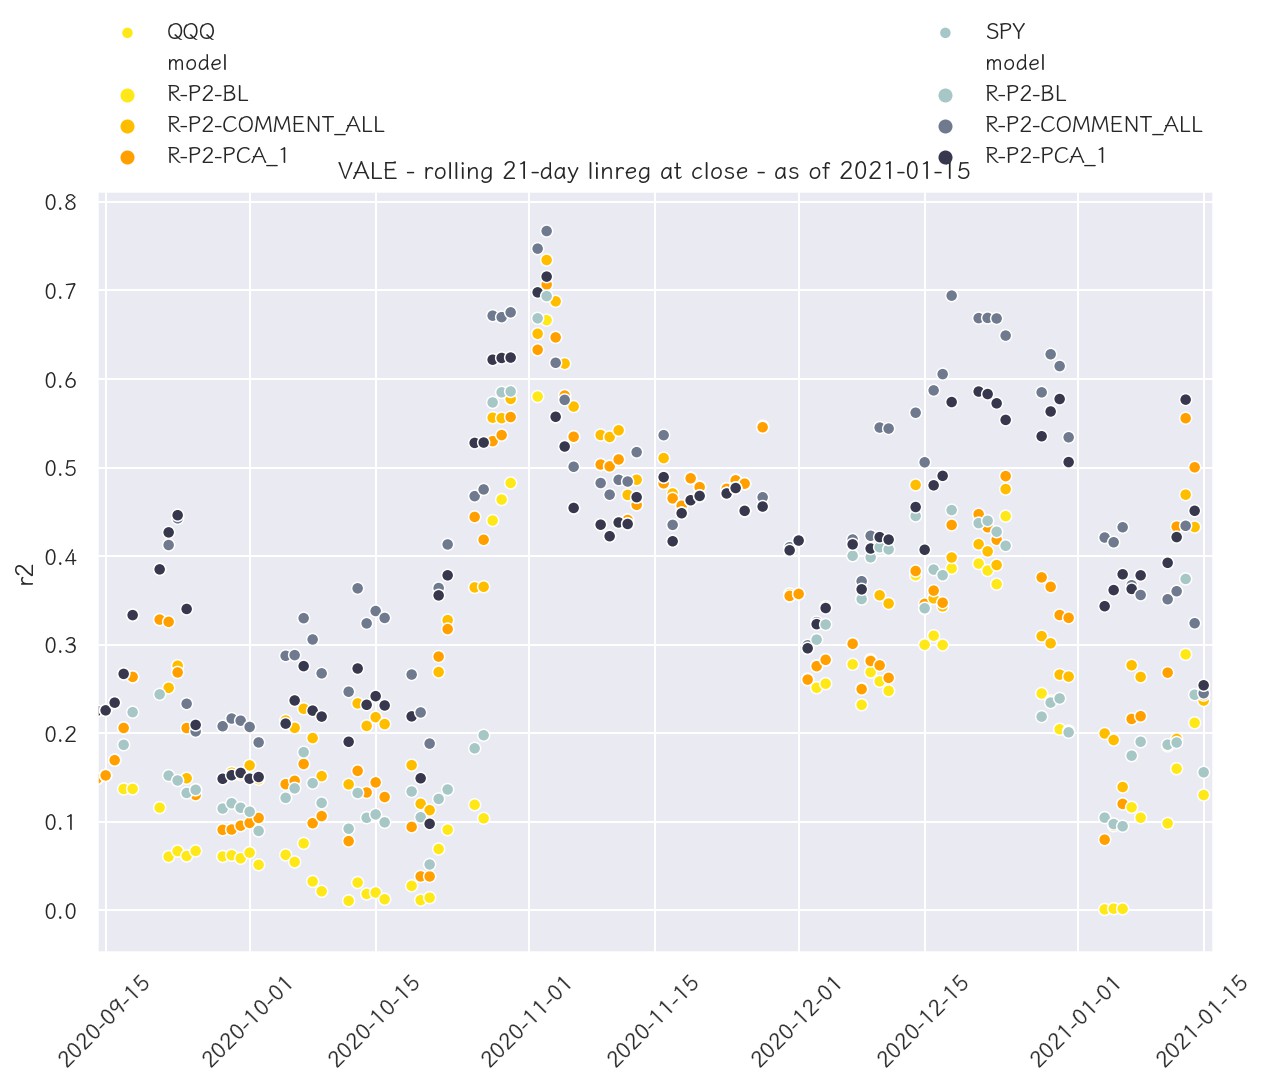 QQQ
model
R-P2-BL
R-P2-COMMENT_ALL
R-P2-PCA_1
SPY
model
R-P2-BL
R-P2-COMMENT_ALL
R-P2-PCA_1
VALE - rolling 21-day linreg at close - as of 2021-01-15
0.8
0.7
0.6
0.5
0.4
0.3
0.2
0.1
0.0
r2
2020-09-15
2020-10-01
2020-10-15
2020-11-01
2020-11-15
2020-12-01
2020-12-15
2021-01-01
2021-01-15